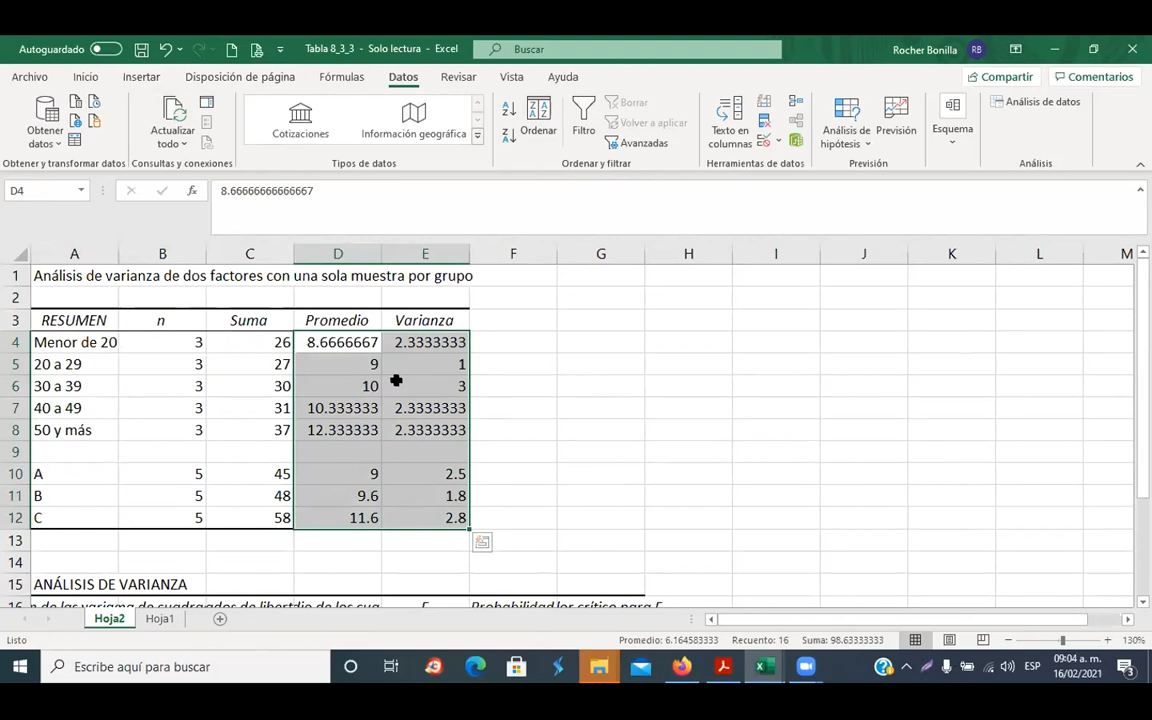 Autoguardado Tabla 8_3_3 - Solo lectura - Excel Buscar Rocher Bonilla RB
Archivo Inicio Insertar Disposición de página Fórmulas Datos Revisar Vista Ayuda Compartir Comentarios
Obtener datos
Actualizar todo
Cotizaciones
Información geográfica
Ordenar
Filtro
Borrar
Volver a aplicar
Avanzadas
Texto en columnas
Análisis de hipótesis
Previsión
Esquema
Análisis de datos
Obtener y transformar datos Consultas y conexiones Tipos de datos Ordenar y filtrar Herramientas de datos Previsión Análisis
D4 fx 8.66666666666667
A B C D E F G H I J K L M
1 Análisis de varianza de dos factores con una sola muestra por grupo
2
3 RESUMEN n Suma Promedio Varianza
4 Menor de 20 3 26 8.6666667 2.3333333
5 20 a 29 3 27 9 1
6 30 a 39 3 30 10 3
7 40 a 49 3 31 10.333333 2.3333333
8 50 y más 3 37 12.333333 2.3333333
9
10 A 5 45 9 2.5
11 B 5 48 9.6 1.8
12 C 5 58 11.6 2.8
13
14
15 ANÁLISIS DE VARIANZA
16 F Probabilidad
Hoja2 Hoja1
Listo Promedio: 6.164583333 Recuento: 16 Suma: 98.63333333 130%
Escribe aquí para buscar ESP 09:04 a. m.
16/02/2021 3